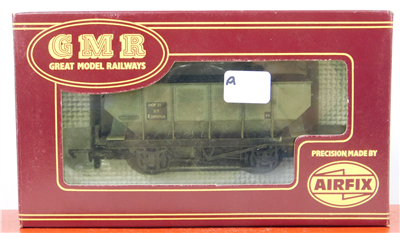 GMR
GREAT MODEL RAILWAYS
A
PRECISION MADE BY
AIRFIX